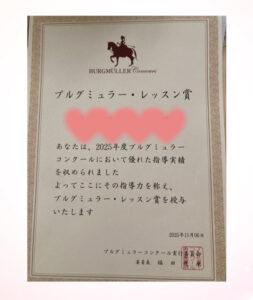 BURGMÜLLER Concours
ブルグミュラー・レッスン賞
あなたは、2025年度ブルグミュラー
コンクールにおいて優れた指導実績
を収められました
よってここにその指導力を称え、
ブルグミュラー・レッスン賞を授与
いたします
2025年11月06日
ブルグミュラーコンクール実行委員会
委員長 福田